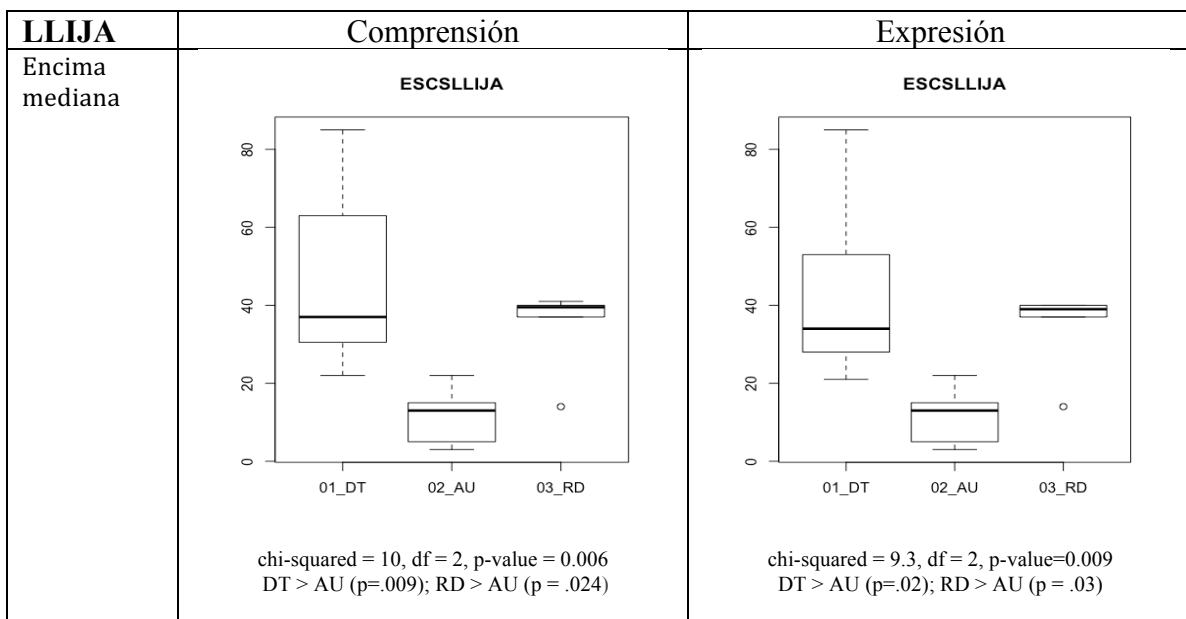 LLIJA Comprensión Expresión
Encima
mediana
ESCSLLIJA
80
60
40
20
0
01_DT 02_AU 03_RD
chi-squared = 10, df = 2, p-value = 0.006
DT > AU (p=.009); RD > AU (p = .024)
ESCSLLIJA
80
60
40
20
0
01_DT 02_AU 03_RD
chi-squared = 9.3, df = 2, p-value=0.009
DT > AU (p=.02); RD > AU (p = .03)